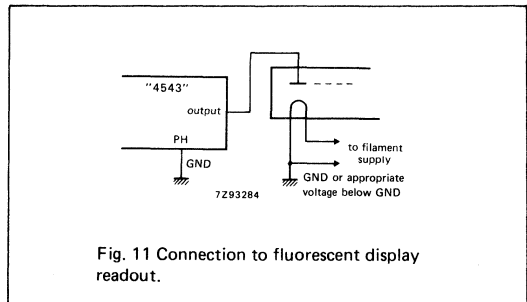 "4543"
output
PH
GND
to filament
supply
GND or appropriate
voltage below GND
7Z93284
Fig. 11 Connection to fluorescent display
readout.